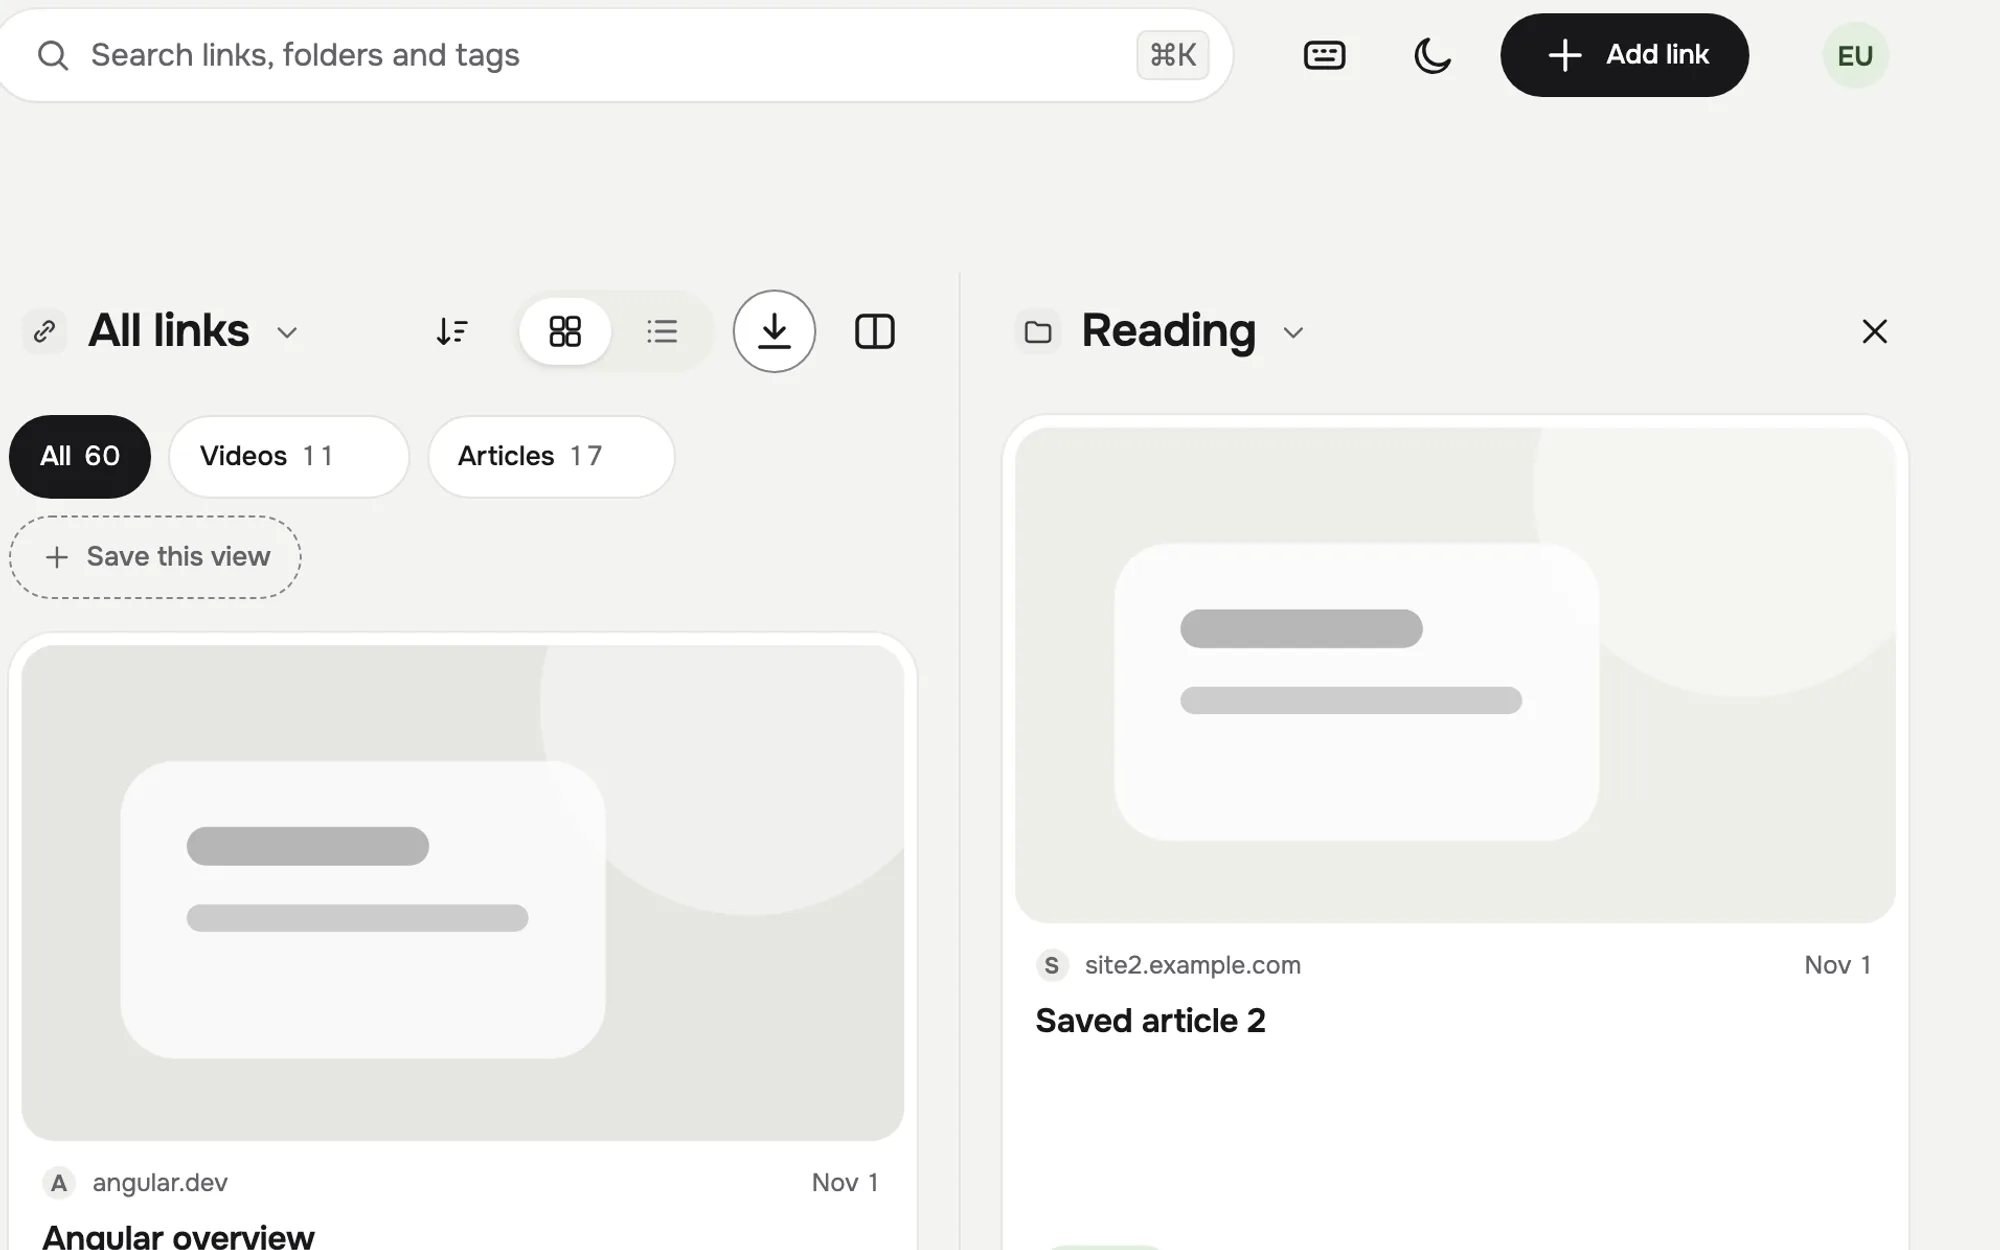 Search links, folders and tags ⌘K Add link EU
All links
All 60 Videos 11 Articles 17
Save this view
A angular.dev Nov 1
Angular overview
Reading
S site2.example.com Nov 1
Saved article 2